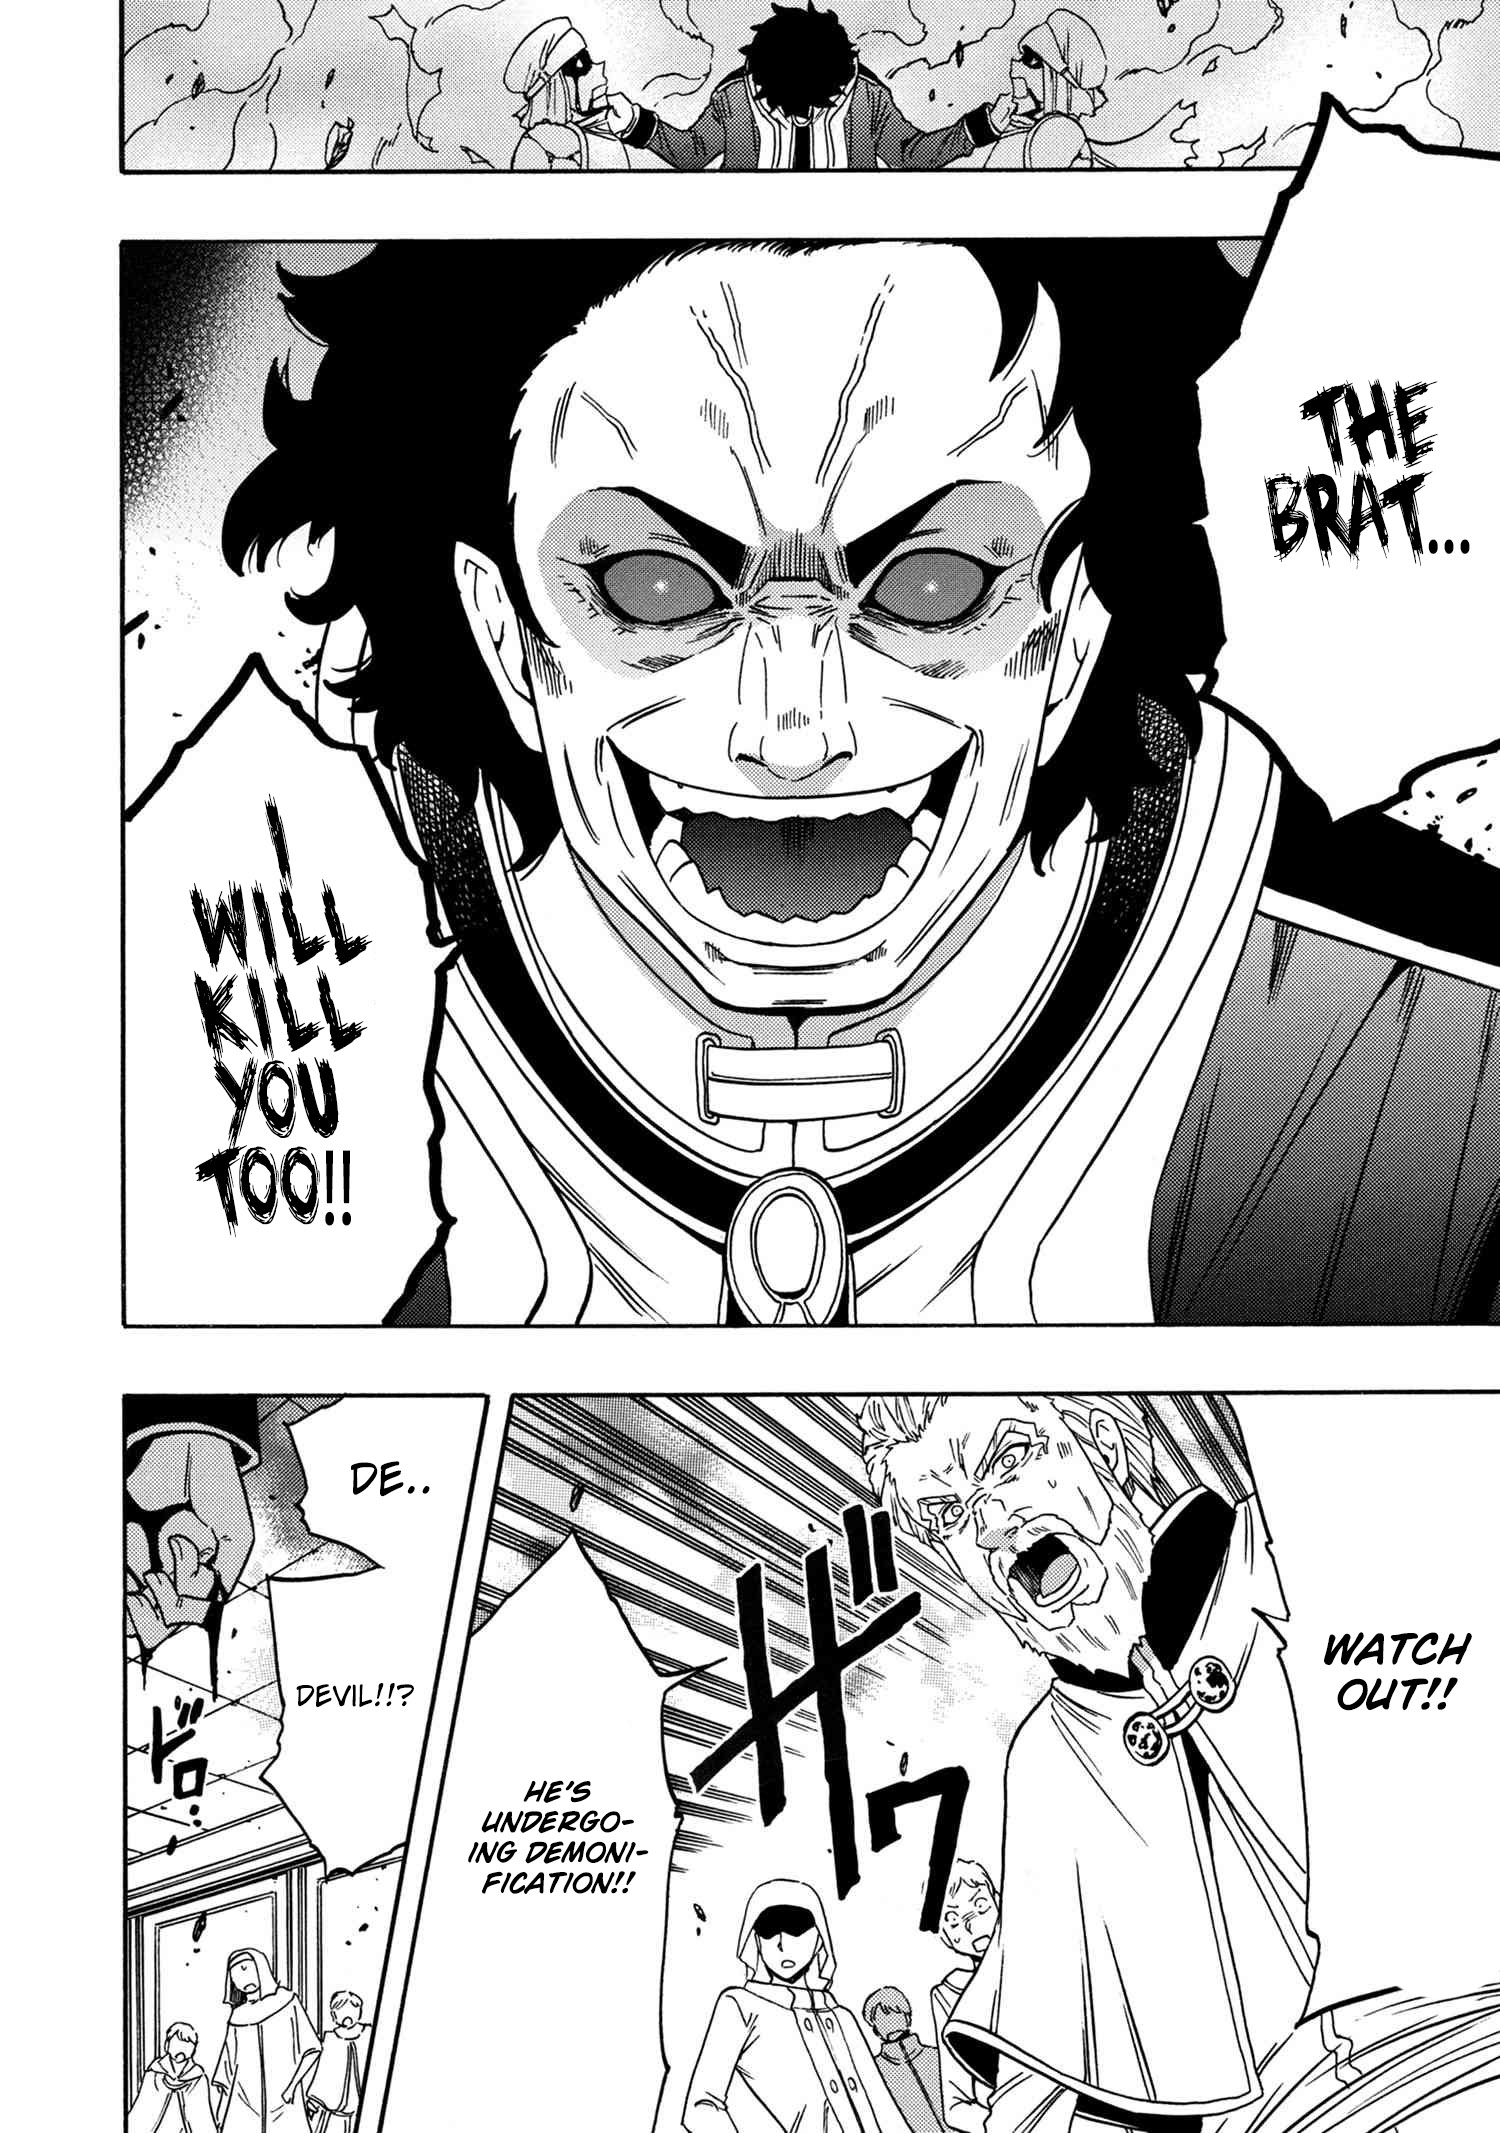 THE
BRAT...
I
WILL
KILL
YOU
TOO!!
WATCH
OUT!!
ザワ
HE'S
UNDERGO-
ING DEMONI-
FICATION!!
DE..
DEVIL!!?
ドロ